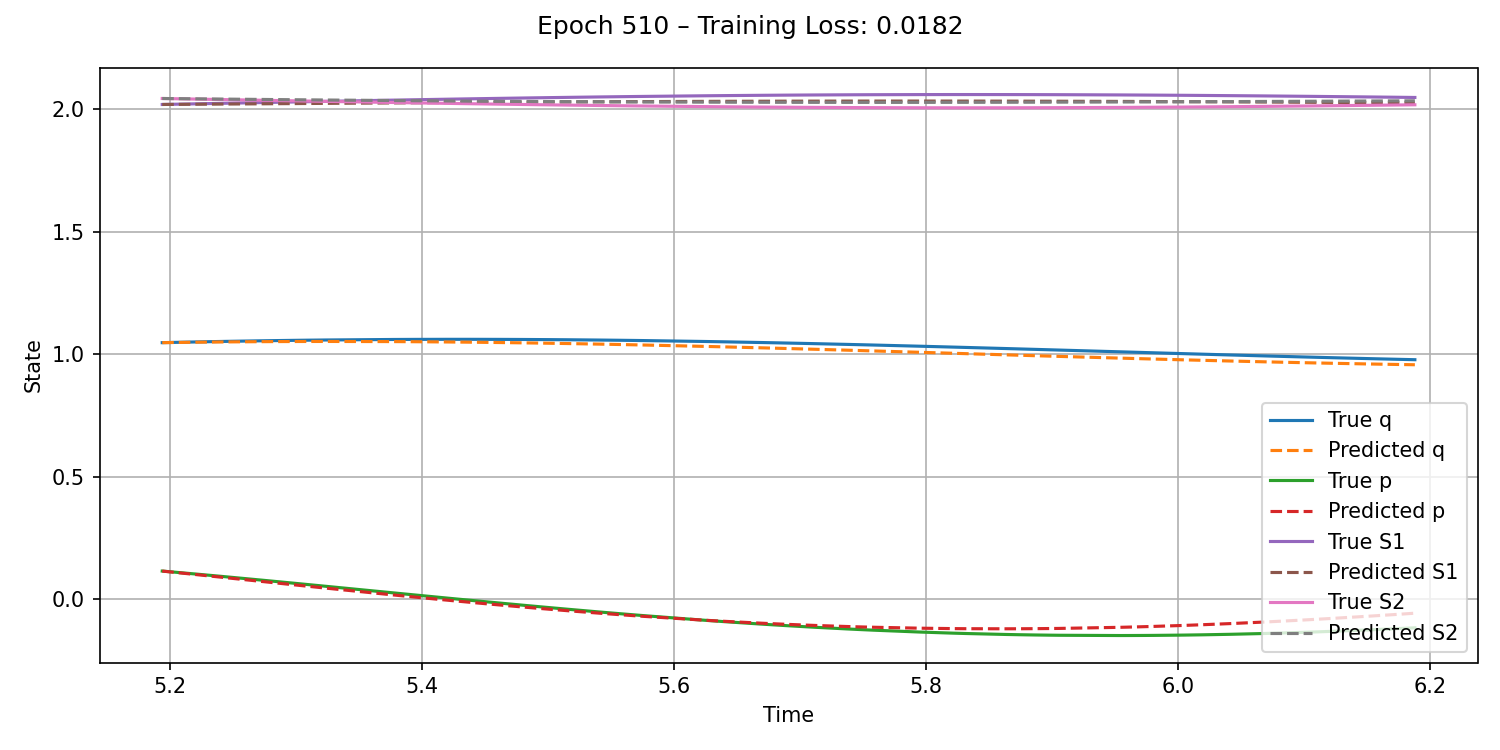 Epoch 510 – Training Loss: 0.0182
2.0
1.5
1.0
0.5
0.0
State
5.2 5.4 5.6 5.8 6.0 6.2
Time
True q
Predicted q
True p
Predicted p
True S1
Predicted S1
True S2
Predicted S2